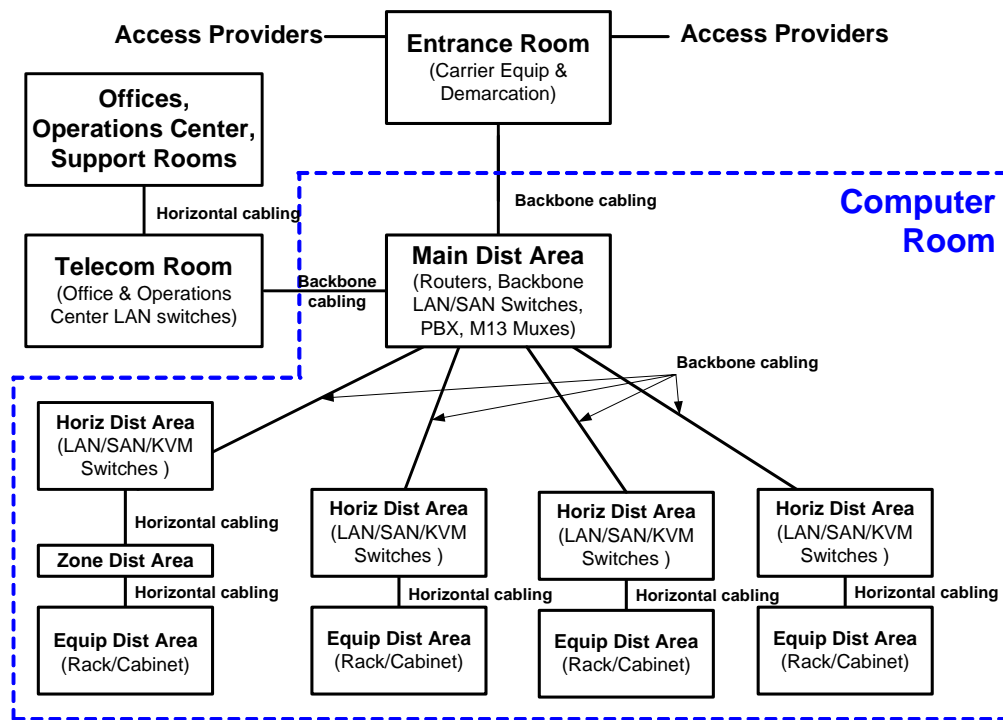 Access Providers
Entrance Room
(Carrier Equip &
Demarcation)
Access Providers
Offices,
Operations Center,
Support Rooms
Horizontal cabling
Backbone cabling
Computer
Room
Telecom Room
(Office & Operations
Center LAN switches)
Backbone
cabling
Main Dist Area
(Routers, Backbone
LAN/SAN Switches,
PBX, M13 Muxes)
Backbone cabling
Horiz Dist Area
(LAN/SAN/KVM
Switches )
Horizontal cabling
Zone Dist Area
Horizontal cabling
Equip Dist Area
(Rack/Cabinet)
Horiz Dist Area
(LAN/SAN/KVM
Switches )
Horizontal cabling
Equip Dist Area
(Rack/Cabinet)
Horiz Dist Area
(LAN/SAN/KVM
Switches )
Horizontal cabling
Equip Dist Area
(Rack/Cabinet)
Horiz Dist Area
(LAN/SAN/KVM
Switches )
Horizontal cabling
Equip Dist Area
(Rack/Cabinet)